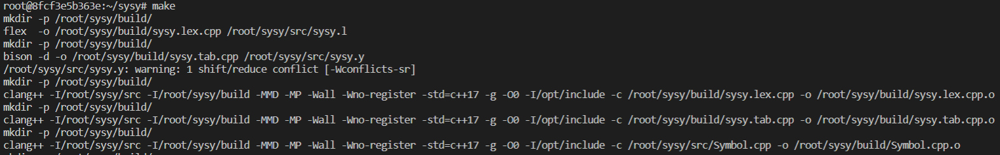 root@8fcf3e5b363e:~/sysy# make
mkdir -p /root/sysy/build/
flex  -o /root/sysy/build/sysy.lex.cpp /root/sysy/src/sysy.l
mkdir -p /root/sysy/build/
bison -d -o /root/sysy/build/sysy.tab.cpp /root/sysy/src/sysy.y
/root/sysy/src/sysy.y: warning: 1 shift/reduce conflict [-Wconflicts-sr]
mkdir -p /root/sysy/build/
clang++ -I/root/sysy/src -I/root/sysy/build -MMD -MP -Wall -Wno-register -std=c++17 -g -O0 -I/opt/include -c /root/sysy/build/sysy.lex.cpp -o /root/sysy/build/sysy.lex.cpp.o
mkdir -p /root/sysy/build/
clang++ -I/root/sysy/src -I/root/sysy/build -MMD -MP -Wall -Wno-register -std=c++17 -g -O0 -I/opt/include -c /root/sysy/build/sysy.tab.cpp -o /root/sysy/build/sysy.tab.cpp.o
mkdir -p /root/sysy/build/
clang++ -I/root/sysy/src -I/root/sysy/build -MMD -MP -Wall -Wno-register -std=c++17 -g -O0 -I/opt/include -c /root/sysy/src/Symbol.cpp -o /root/sysy/build/Symbol.cpp.o